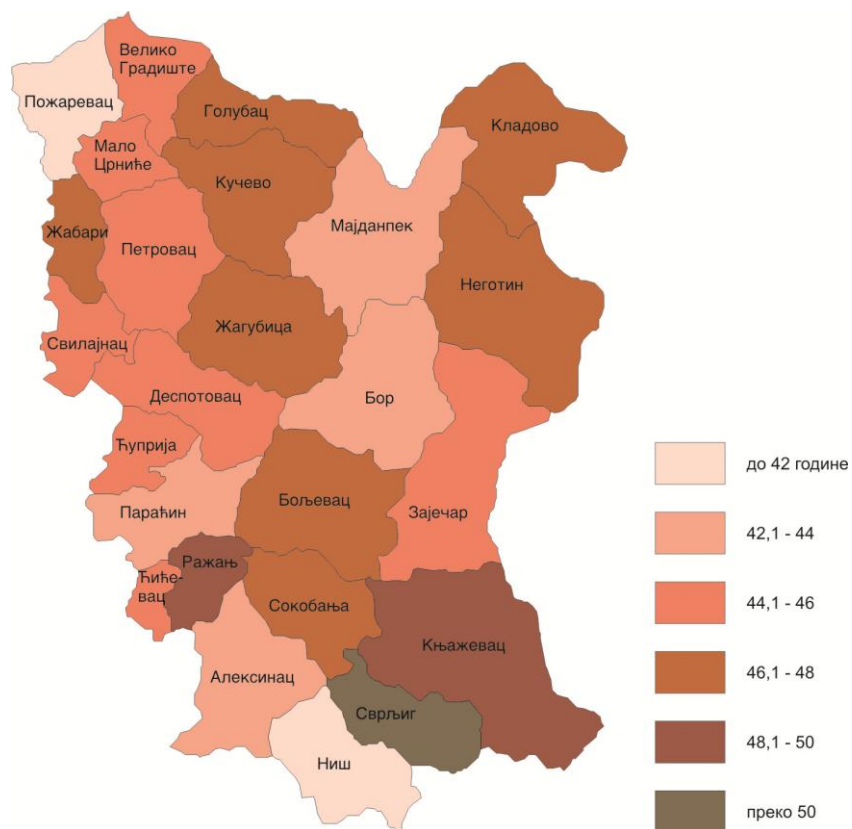 Велико
Градиште
Пожаревац
Голубац
Кладово
Мало
Црниће
Кучево
Мајданпек
Жабари
Петровац
Неготин
Жагубица
Свилајнац
Деспотовац
Бор
Ћуприја
Параћин
Бољевац
Зајечар
Ражањ
Ћиће-
вац
Сокобања
Књажевац
Алексинац
Сврљиг
Ниш
до 42 године
42,1 - 44
44,1 - 46
46,1 - 48
48,1 - 50
преко 50